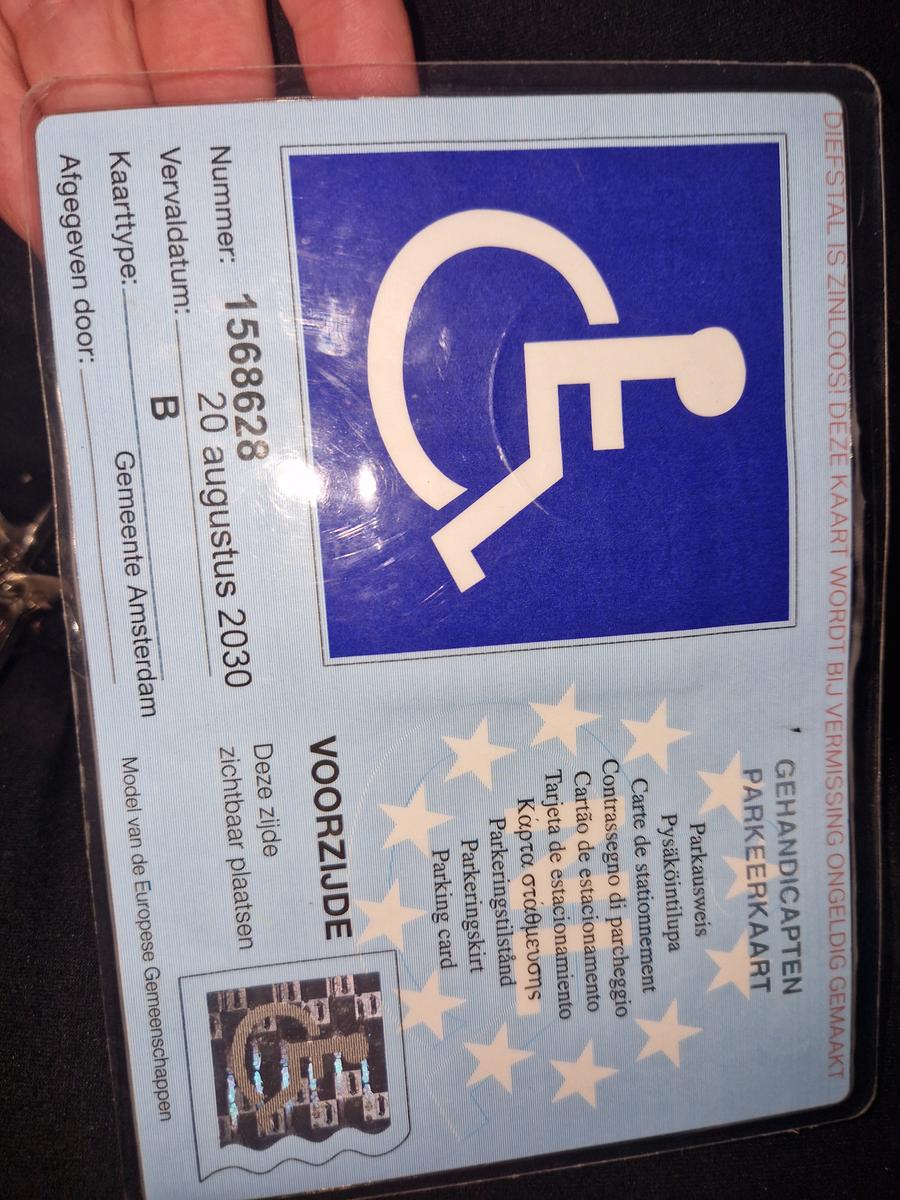 DIEFSTAL IS ZINLOOS! DEZE KAART WORDT BIJ VERMISSING ONGELDIG GEMAAKT
GEHANDICAPTEN
PARKEERKAART
NL
Parkausweis
Pysäköintilupa
Carte de stationnement
Contrassegno di parcheggio
Cartão de estacionamento
Tarjeta de estacionamiento
Κάρτα στάθμευσης
Parkeringstilstånd
Parkeringskirt
Parking card
Nummer: 1568628
Vervaldatum: 20 augustus 2030
Kaarttype: B
Afgegeven door: Gemeente Amsterdam
VOORZIJDE
Deze zijde
zichtbaar plaatsen
Model van de Europese Gemeenschappen